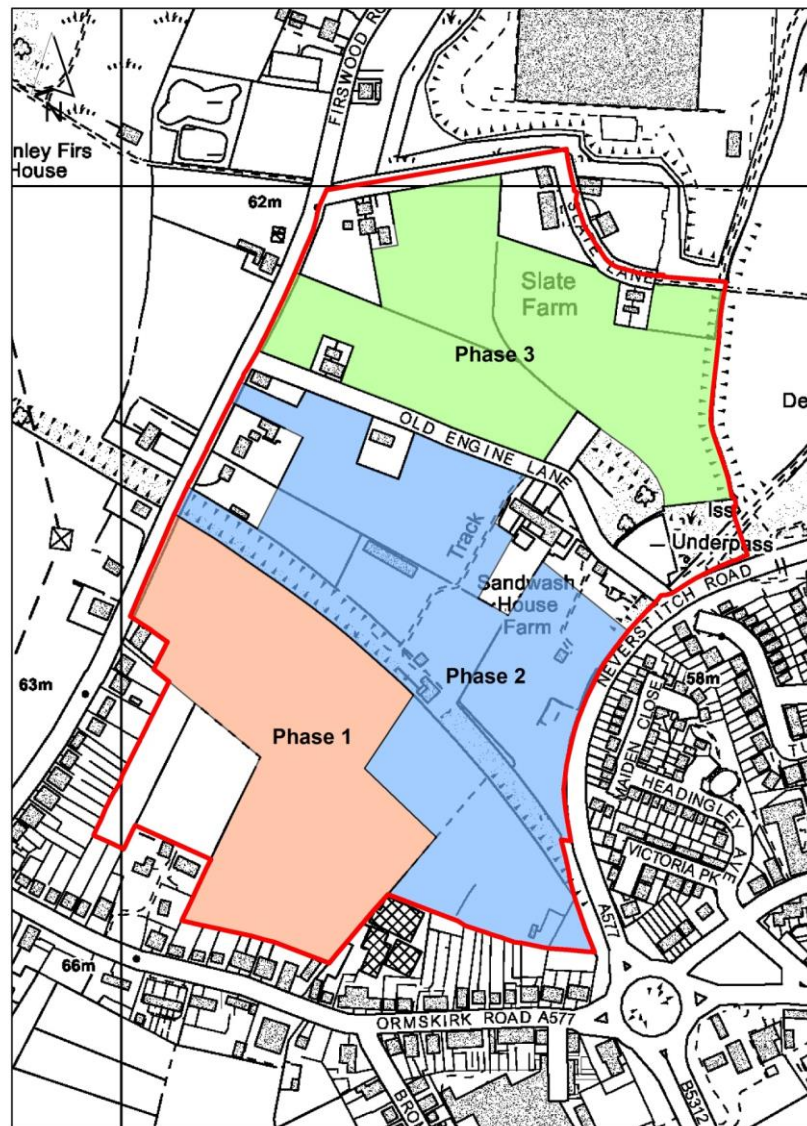 FIRSWOOD RO
N
nley Firs
House
62m
SLATE LANE
Slate
Farm
Phase 3
De
OLD ENGINE LANE
Iss
Underpass
Track
Sandwash
House
Farm
NEVERSTITCH ROAD
Phase 2
63m
58m
MAIDEN CLOSE
Phase 1
HEADINGLEY AVE
VICTORIA PK
A577
66m
ORMSKIRK ROAD A577
BRO
B5312